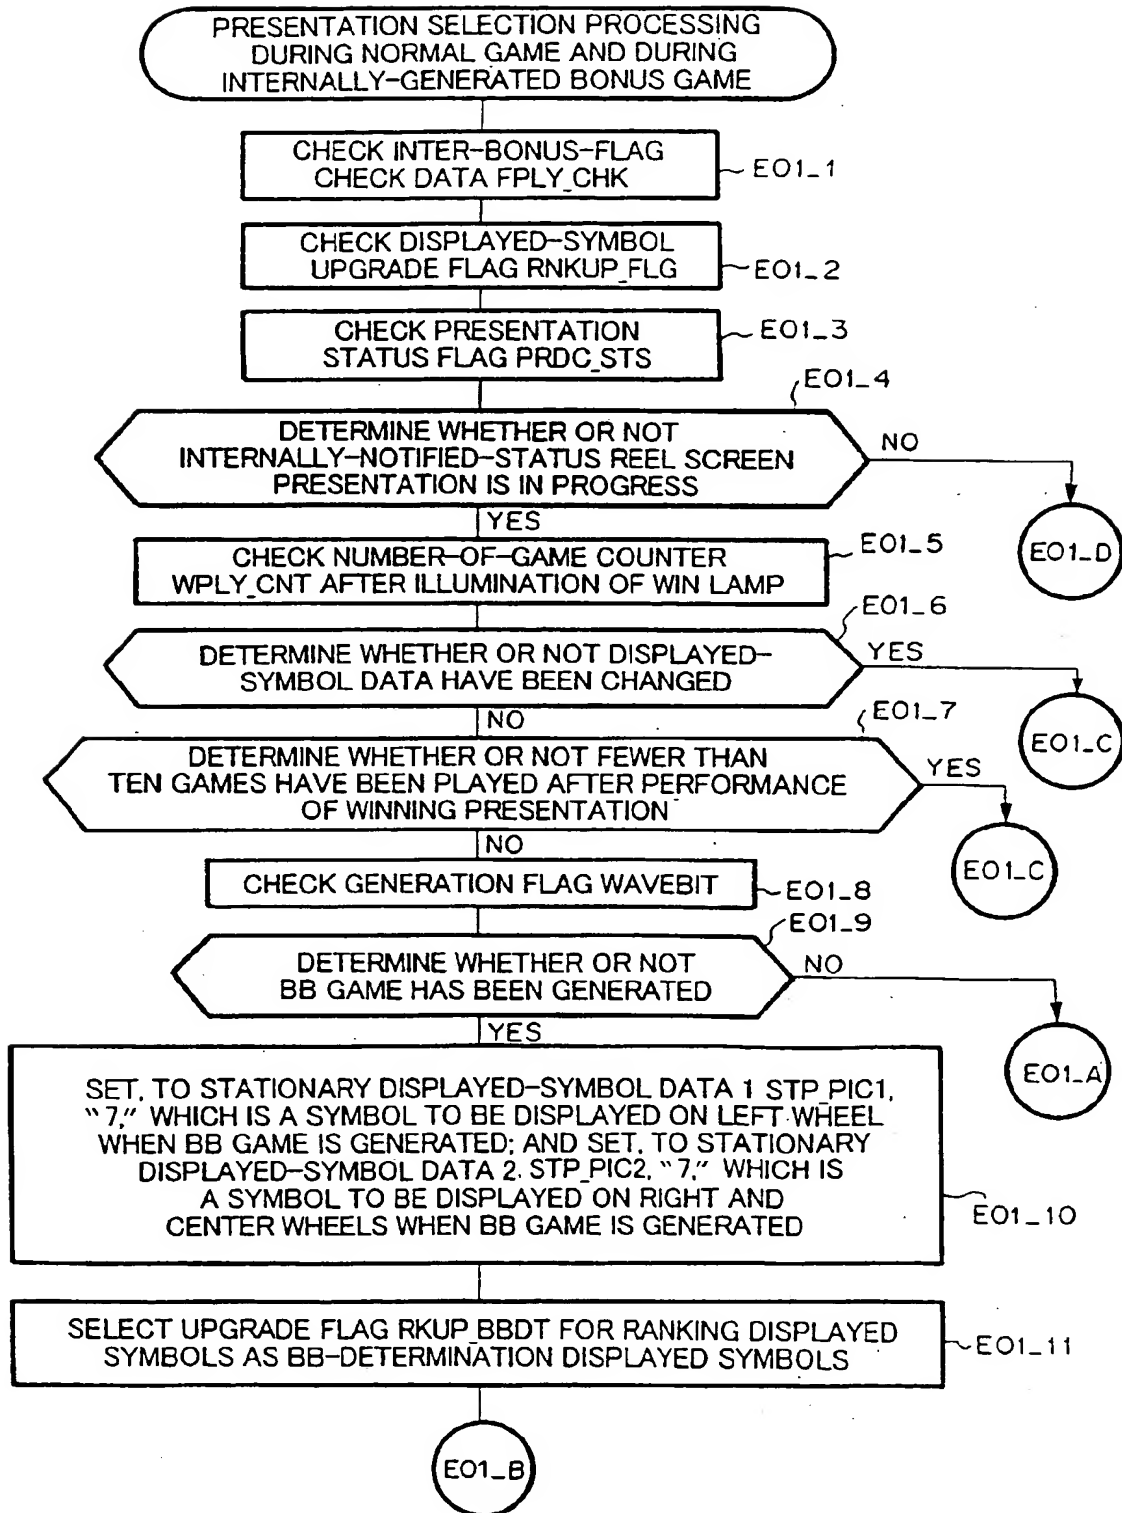 PRESENTATION SELECTION PROCESSING
DURING NORMAL GAME AND DURING
INTERNALLY-GENERATED BONUS GAME
CHECK INTER-BONUS-FLAG
CHECK DATA FPLY_CHK
E01_1
CHECK DISPLAYED-SYMBOL
UPGRADE FLAG RNKUP_FLG
E01_2
CHECK PRESENTATION
STATUS FLAG PRDC_STS
E01_3
E01_4
DETERMINE WHETHER OR NOT
INTERNALLY-NOTIFIED-STATUS REEL SCREEN
PRESENTATION IS IN PROGRESS
NO
E01_D
YES
CHECK NUMBER-OF-GAME COUNTER
WPLY_CNT AFTER ILLUMINATION OF WIN LAMP
E01_5
E01_6
DETERMINE WHETHER OR NOT DISPLAYED-
SYMBOL DATA HAVE BEEN CHANGED
YES
E01_C
NO
E01_7
DETERMINE WHETHER OR NOT FEWER THAN
TEN GAMES HAVE BEEN PLAYED AFTER PERFORMANCE
OF WINNING PRESENTATION
YES
E01_C
NO
CHECK GENERATION FLAG WAVEBIT
E01_8
E01_9
DETERMINE WHETHER OR NOT
BB GAME HAS BEEN GENERATED
NO
E01_A
YES
SET, TO STATIONARY DISPLAYED-SYMBOL DATA 1 STP_PIC1,
"7," WHICH IS A SYMBOL TO BE DISPLAYED ON LEFT WHEEL
WHEN BB GAME IS GENERATED; AND SET, TO STATIONARY
DISPLAYED-SYMBOL DATA 2. STP_PIC2, "7," WHICH IS
A SYMBOL TO BE DISPLAYED ON RIGHT AND
CENTER WHEELS WHEN BB GAME IS GENERATED
E01_10
SELECT UPGRADE FLAG RKUP_BBDT FOR RANKING DISPLAYED
SYMBOLS AS BB-DETERMINATION DISPLAYED SYMBOLS
E01_11
E01_B